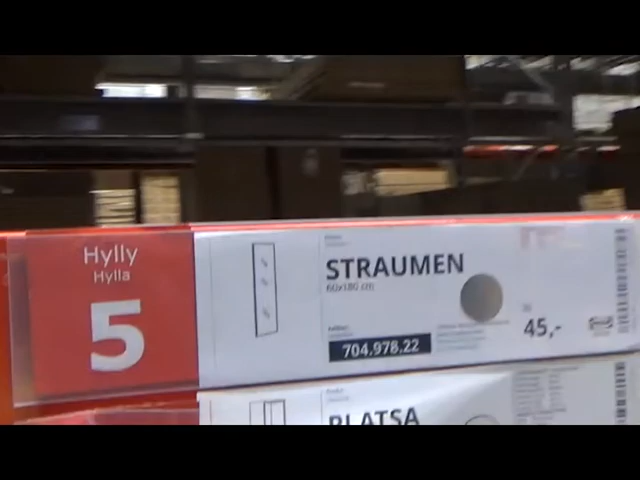 Hylly
Hylla
5
STRAUMEN
60x180 cm
704.978.22
45,-
PLATSA